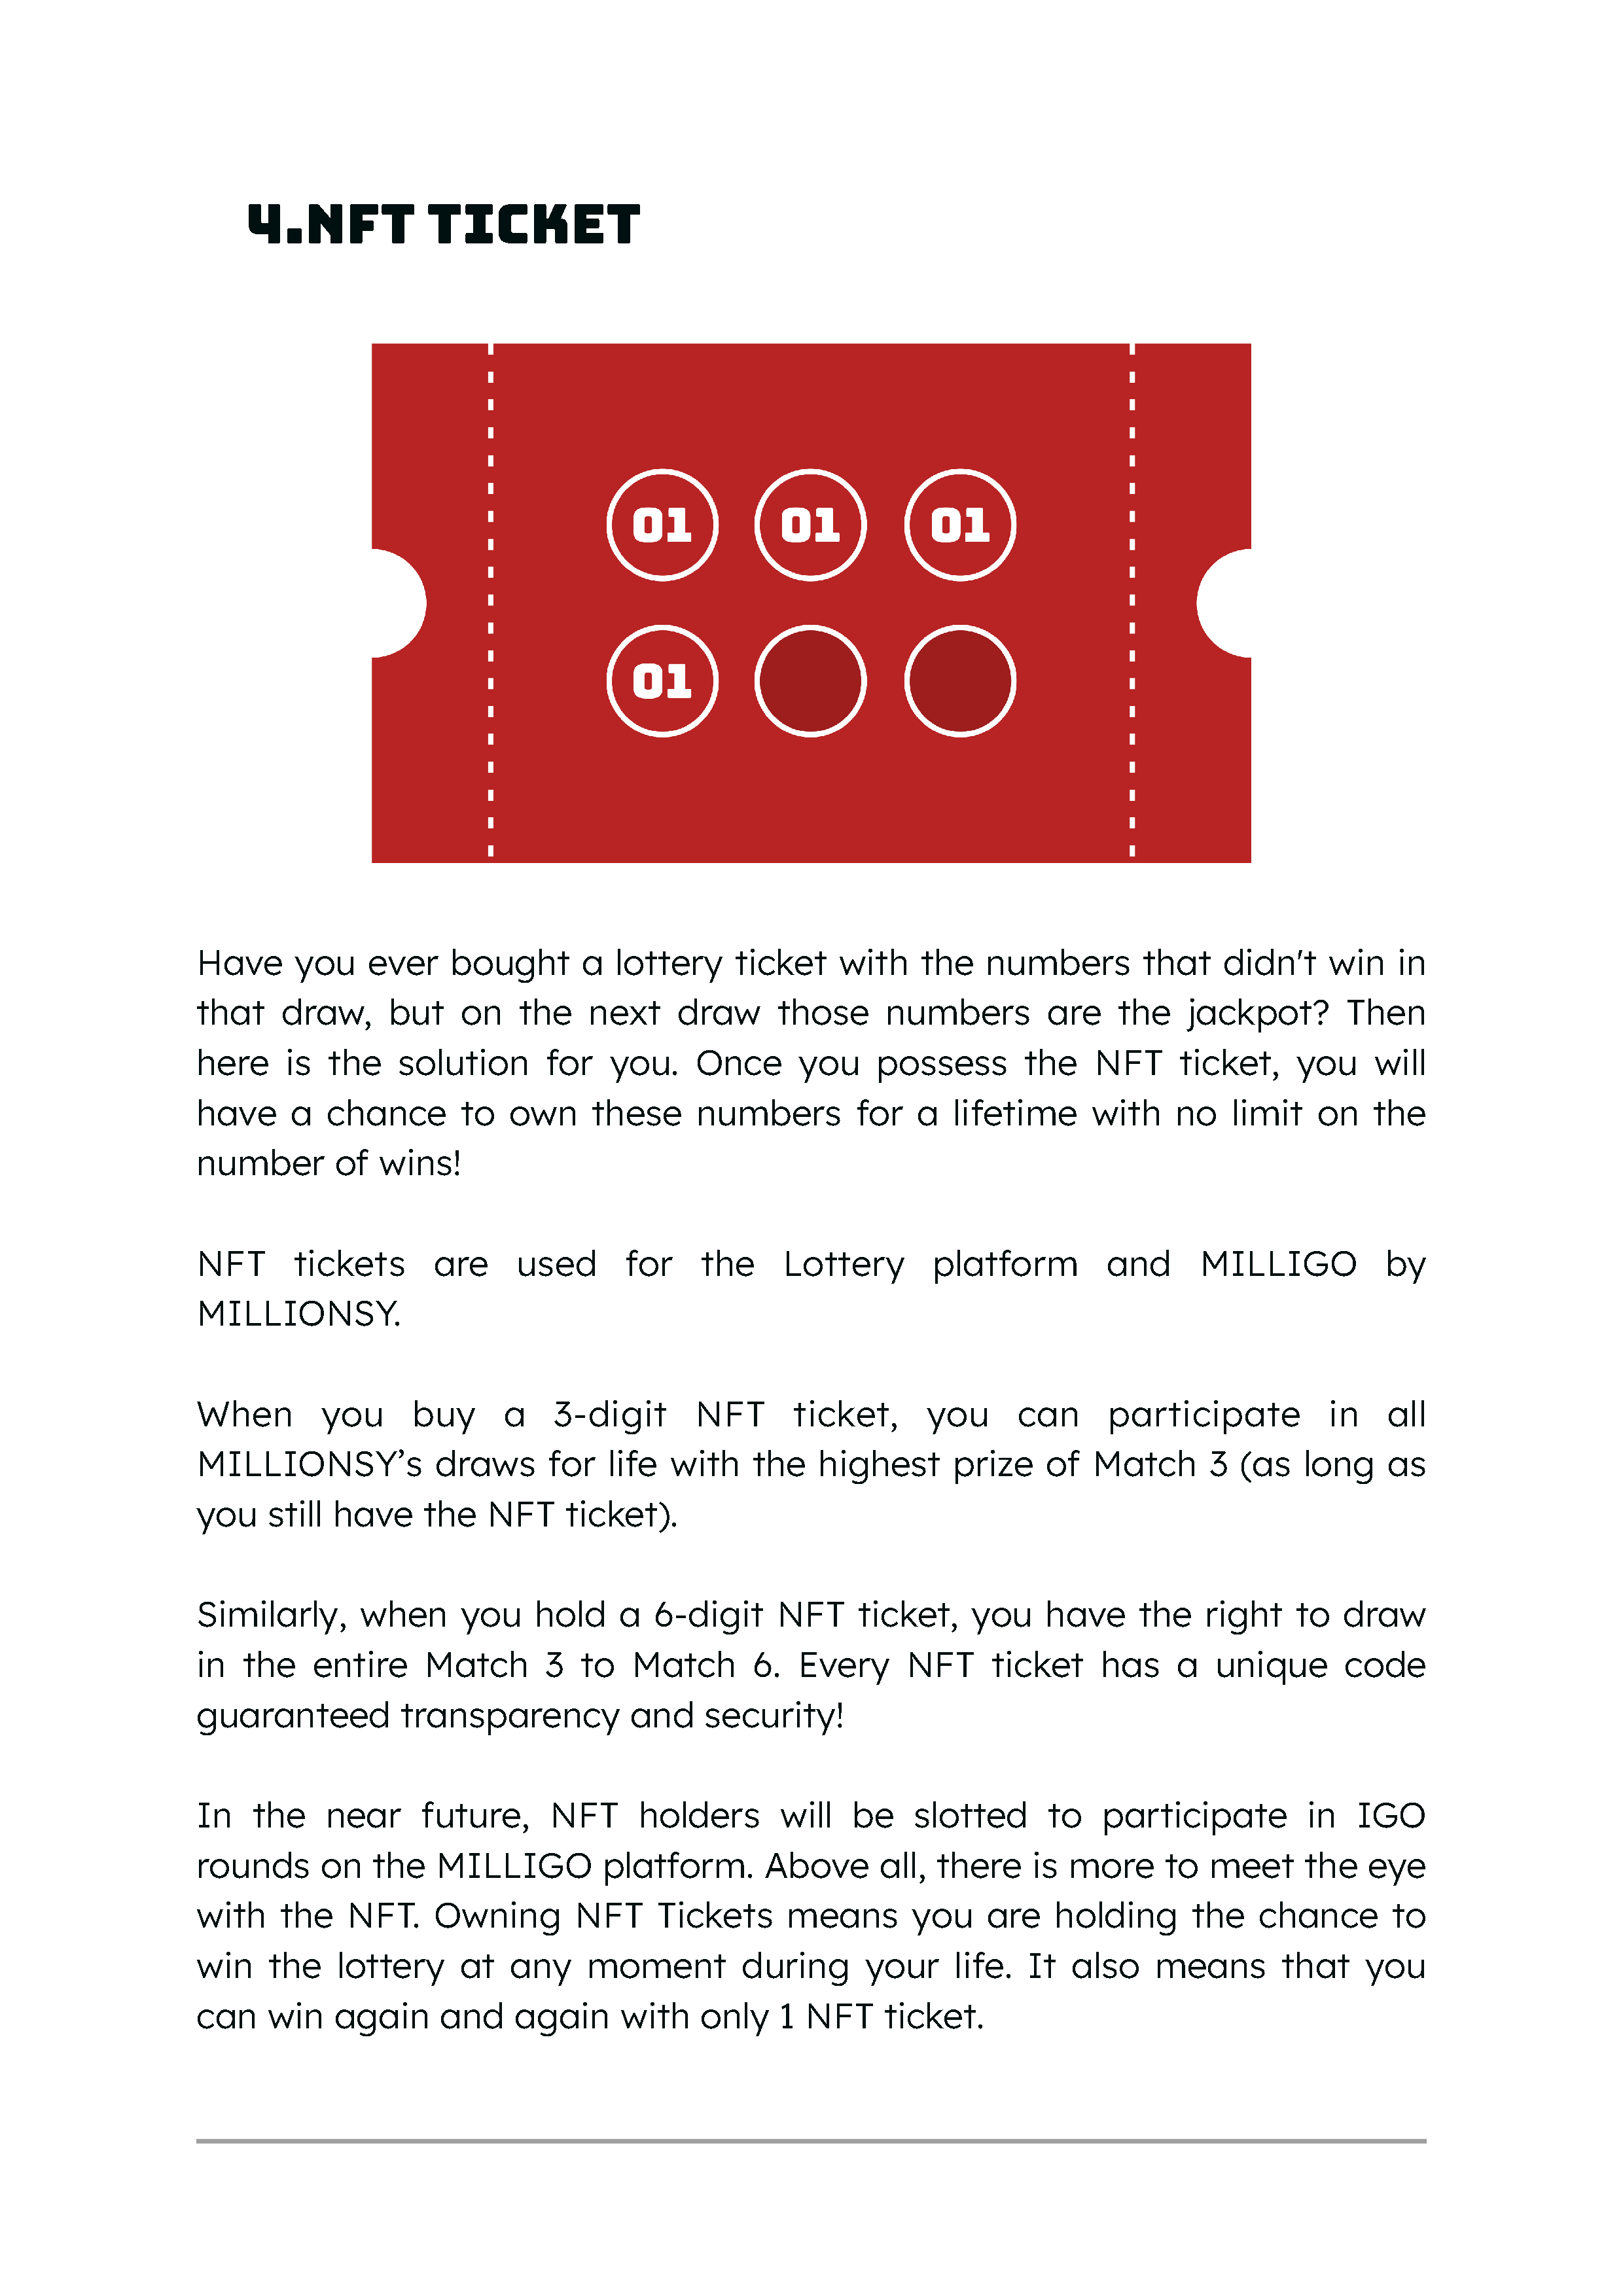 4.NFT TICKET
01 01 01
01
Have you ever bought a lottery ticket with the numbers that didn't win in
that draw, but on the next draw those numbers are the jackpot? Then
here is the solution for you. Once you possess the NFT ticket, you will
have a chance to own these numbers for a lifetime with no limit on the
number of wins!
NFT tickets are used for the Lottery platform and MILLIGO by
MILLIONSY.
When you buy a 3-digit NFT ticket, you can participate in all
MILLIONSY’s draws for life with the highest prize of Match 3 (as long as
you still have the NFT ticket).
Similarly, when you hold a 6-digit NFT ticket, you have the right to draw
in the entire Match 3 to Match 6. Every NFT ticket has a unique code
guaranteed transparency and security!
In the near future, NFT holders will be slotted to participate in IGO
rounds on the MILLIGO platform. Above all, there is more to meet the eye
with the NFT. Owning NFT Tickets means you are holding the chance to
win the lottery at any moment during your life. It also means that you
can win again and again with only 1 NFT ticket.